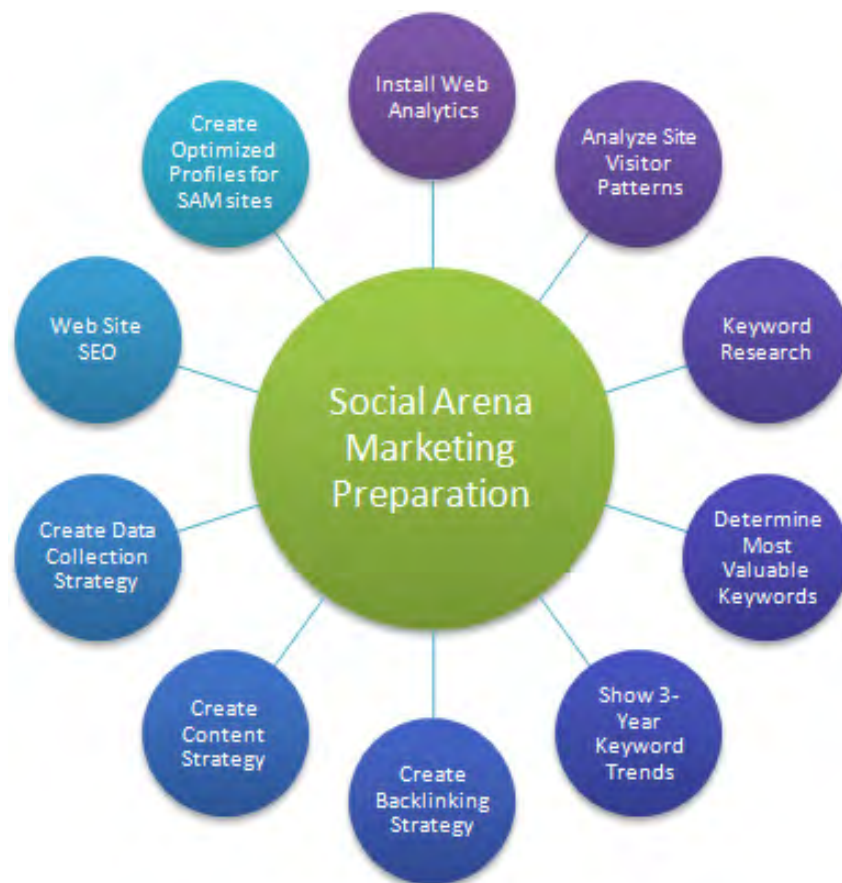 Social Arena
Marketing
Preparation
Install Web
Analytics
Analyze Site
Visitor
Patterns
Keyword
Research
Determine
Most
Valuable
Keywords
Show 3-
Year
Keyword
Trends
Create
Backlinking
Strategy
Create
Content
Strategy
Create Data
Collection
Strategy
Web Site
SEO
Create
Optimized
Profiles for
SAM sites